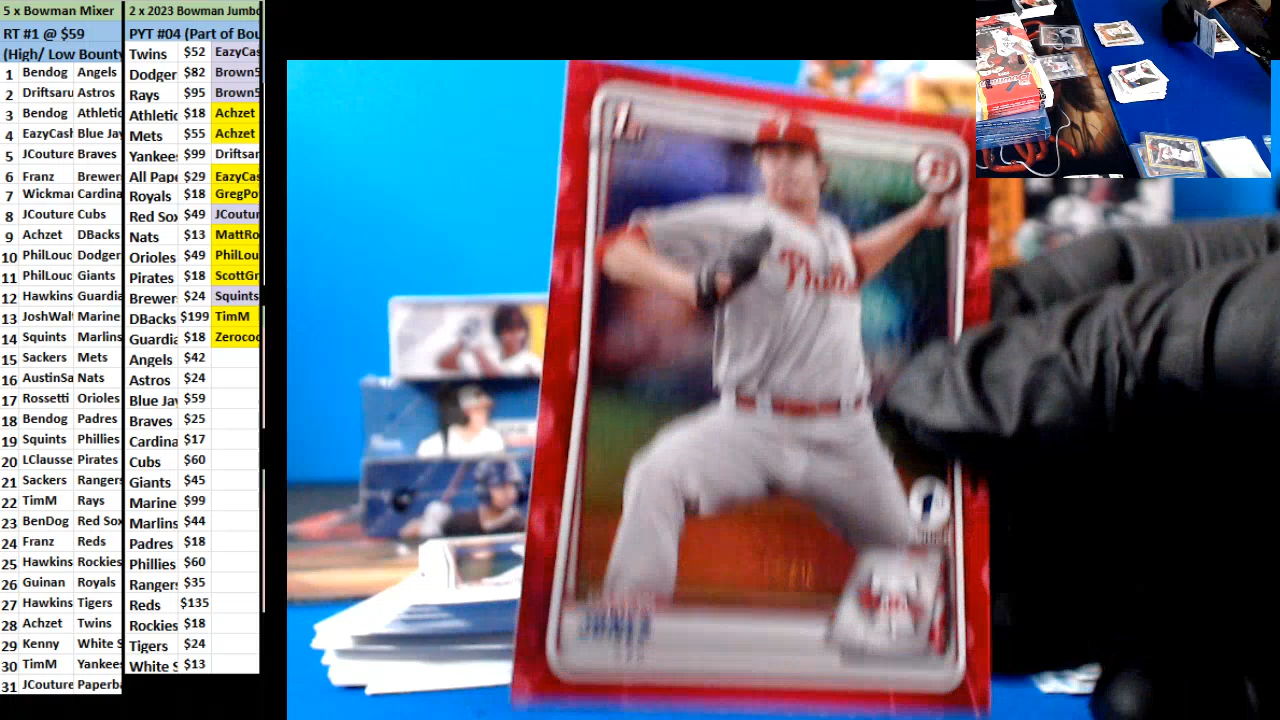 5 x Bowman Mixer
RT #1 @ $59
(High/ Low Bounty
1 Bendog Angels
2 Driftsaru Astros
3 Bendog Athletic
4 EazyCash Blue Jay
5 JCouture Braves
6 Franz Brewer
7 Wickma Cardina
8 JCouture Cubs
9 Achzet DBacks
10 PhilLouc Dodger
11 PhilLouc Giants
12 Hawkins Guardia
13 JoshWal Marine
14 Squints Marlins
15 Sackers Mets
16 AustinSa Nats
17 Rossetti Orioles
18 Bendog Padres
19 Squints Phillies
20 LClausse Pirates
21 Sackers Rangers
22 TimM Rays
23 BenDog Red Sox
24 Franz Reds
25 Hawkins Rockies
26 Guinan Royals
27 Hawkins Tigers
28 Achzet Twins
29 Kenny White S
30 TimM Yankees
31 JCouture Paperba
2 x 2023 Bowman Jumbo
PYT #04 (Part of Bou
Twins $52 EazyCas
Dodger $82 Brown5
Rays $95 Brown5
Athletic $18 Achzet
Mets $55 Achzet
Yankees $99 Driftsar
All Pape $29 EazyCas
Royals $18 GregPo
Red Sox $49 JCoutur
Nats $13 MattRo
Orioles $49 PhilLou
Pirates $18 ScottGr
Brewer $24 Squints
DBacks $199 TimM
Guardia $18 Zerocoo
Angels $42
Astros $24
Blue Jay $59
Braves $25
Cardina $17
Cubs $60
Giants $45
Marine $99
Marlins $44
Padres $18
Phillies $60
Rangers $35
Reds $135
Rockies $18
Tigers $24
White S $13
1st
Phillies